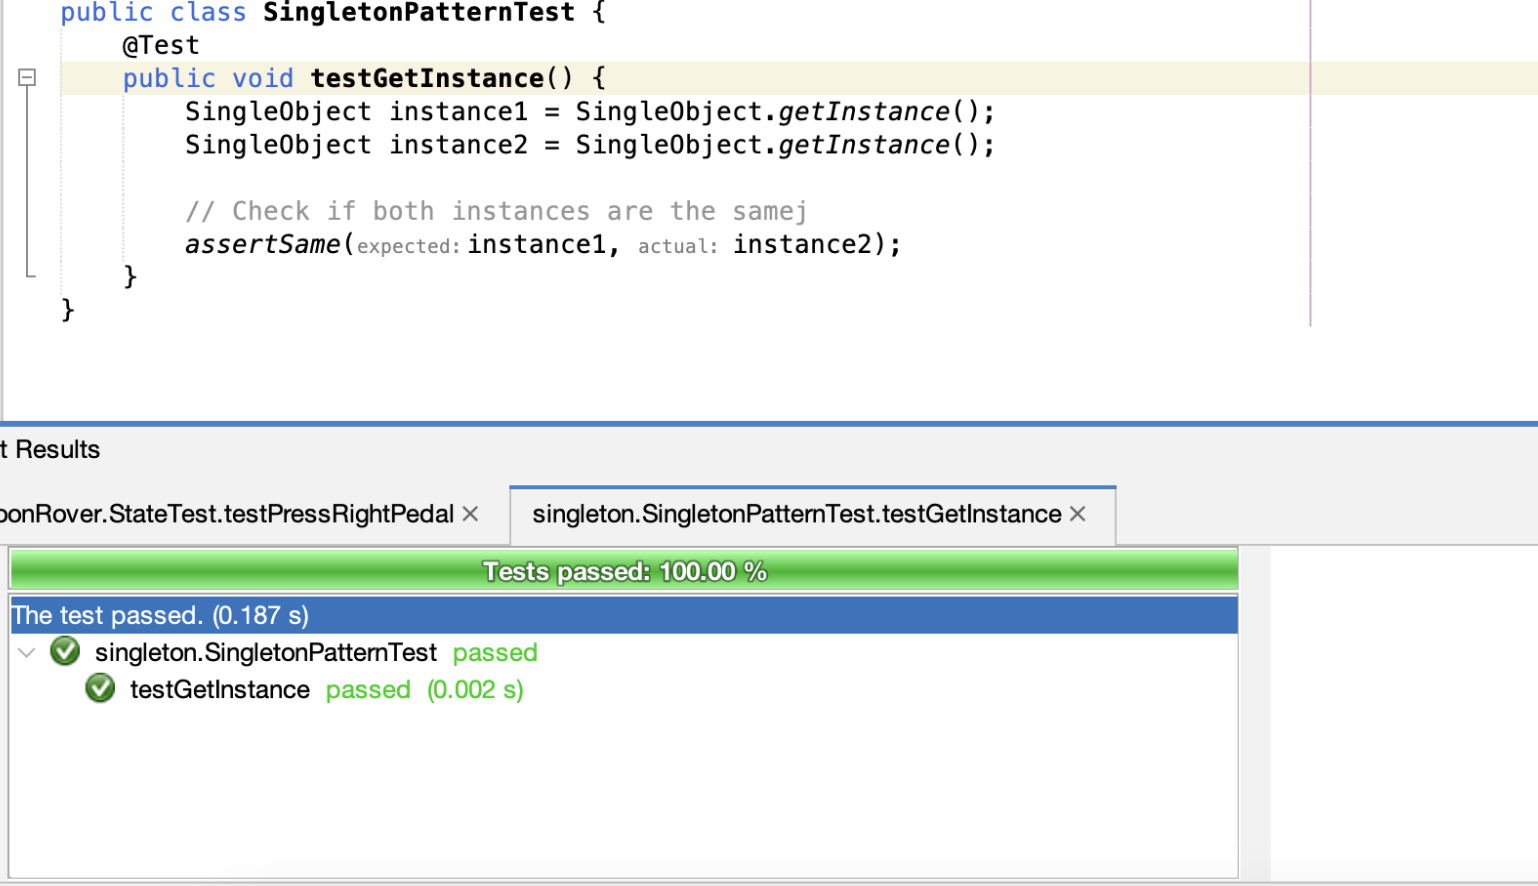 public class SingletonPatternTest {
@Test
public void testGetInstance() {
SingleObject instance1 = SingleObject.getInstance();
SingleObject instance2 = SingleObject.getInstance();
// Check if both instances are the samej
assertSame(expected: instance1, actual: instance2);
}
}
t Results
oonRover.StateTest.testPressRightPedal × singleton.SingletonPatternTest.testGetInstance ×
Tests passed: 100.00 %
The test passed. (0.187 s)
singleton.SingletonPatternTest passed
testGetInstance passed (0.002 s)